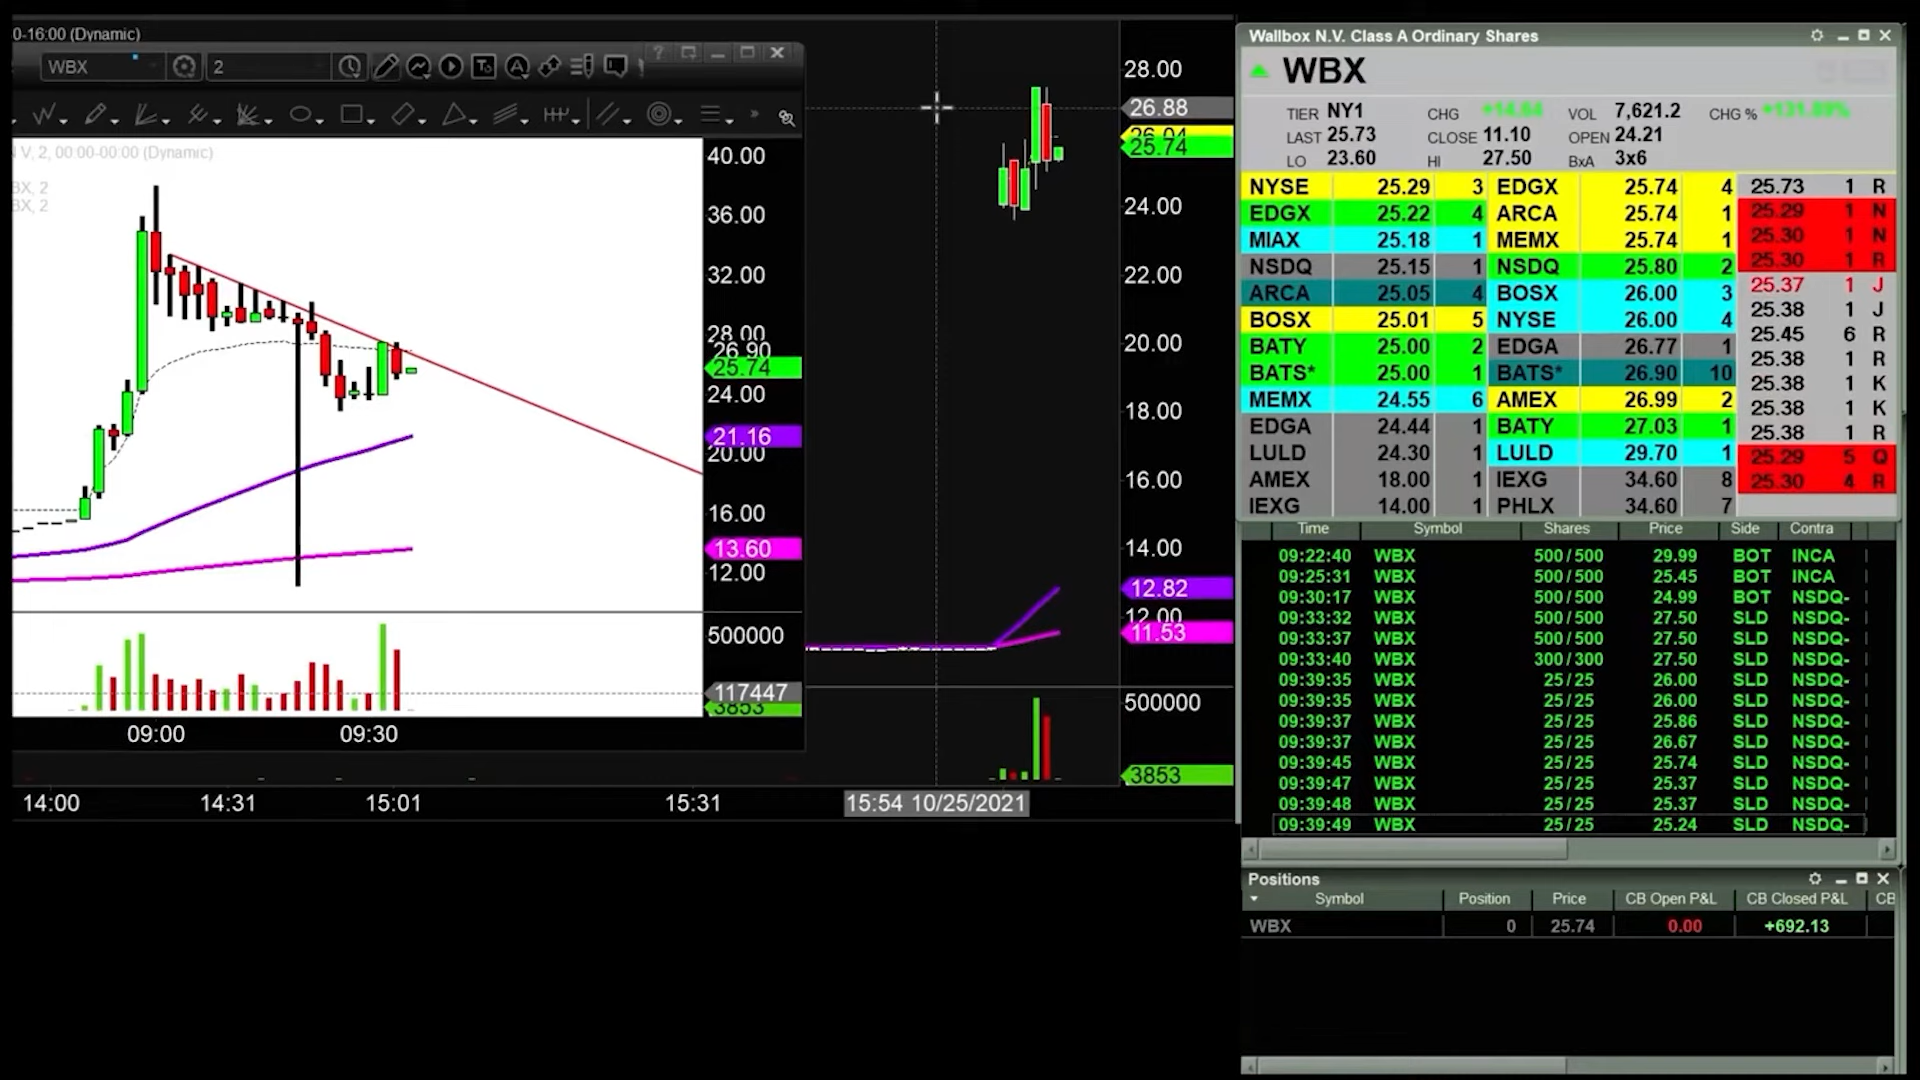 0-16:00 (Dynamic)
WBX
2
?
V, 2, 00:00-00:00 (Dynamic)
BX, 2
BX, 2
40.00
36.00
32.00
28.00
26.90
25.74
24.00
21.16
20.00
16.00
13.60
12.00
500000
117447
3853
09:00 09:30
14:00 14:31 15:01 15:31 15:54 10/25/2021
28.00
26.88
26.04
25.74
24.00
22.00
20.00
18.00
16.00
14.00
12.82
12.00
11.53
500000
3853
Wallbox N.V. Class A Ordinary Shares
WBX
TIER NY1 CHG +14.64 VOL 7,621.2 CHG %
LAST 25.73 CLOSE 11.10 OPEN 24.21
LO 23.60 HI 27.50 BxA 3x6
NYSE 25.29 3 EDGX 25.74 4 25.73 1 R
EDGX 25.22 4 ARCA 25.74 1 25.29 1 N
MIAX 25.18 1 MEMX 25.74 1 25.30 1 N
NSDQ 25.15 1 NSDQ 25.80 2 25.30 1 R
ARCA 25.05 4 BOSX 26.00 3 25.37 1 J
BOSX 25.01 5 NYSE 26.00 4 25.38 1 J
BATY 25.00 2 EDGA 26.77 1 25.45 6 R
BATS* 25.00 1 BATS* 26.90 10 25.38 1 R
MEMX 24.55 6 AMEX 26.99 2 25.38 1 K
EDGA 24.44 1 BATY 27.03 1 25.38 1 K
LULD 24.30 1 LULD 29.70 1 25.38 1 R
AMEX 18.00 1 IEXG 34.60 8 25.29 5 Q
IEXG 14.00 1 PHLX 34.60 7 25.30 4 R
Time Symbol Shares Price Side Contra
09:22:40 WBX 500/500 29.99 BOT INCA
09:25:31 WBX 500/500 25.45 BOT INCA
09:30:17 WBX 500/500 24.99 BOT NSDQ-
09:33:32 WBX 500/500 27.50 SLD NSDQ-
09:33:37 WBX 500/500 27.50 SLD NSDQ-
09:33:40 WBX 300/300 27.50 SLD NSDQ-
09:39:35 WBX 25/25 26.00 SLD NSDQ-
09:39:35 WBX 25/25 26.00 SLD NSDQ-
09:39:37 WBX 25/25 25.86 SLD NSDQ-
09:39:37 WBX 25/25 26.67 SLD NSDQ-
09:39:45 WBX 25/25 25.74 SLD NSDQ-
09:39:47 WBX 25/25 25.37 SLD NSDQ-
09:39:48 WBX 25/25 25.37 SLD NSDQ-
09:39:49 WBX 25/25 25.24 SLD NSDQ-
Positions
Symbol Position Price CB Open P&L CB Closed P&L CB
WBX 0 25.74 0.00 +692.13